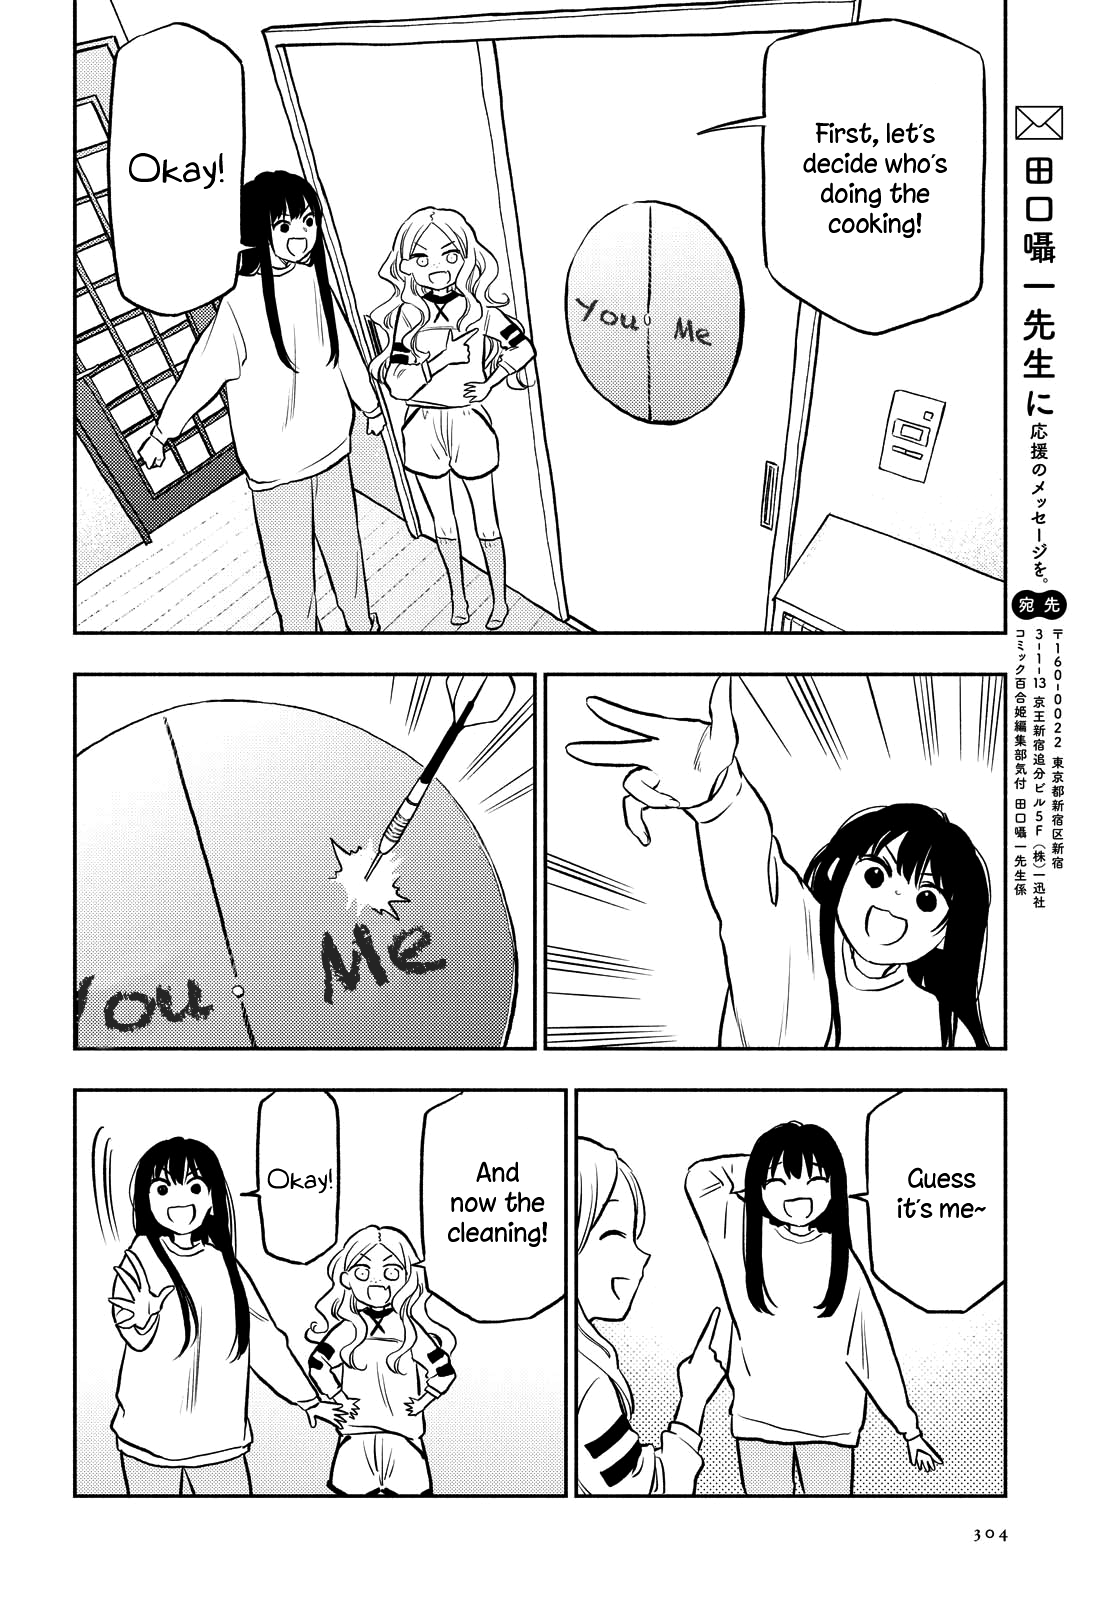 First, let's
decide who's
doing the
cooking!
Okay!
You
Me
You
Me
Guess
it's me~
And
now the
cleaning!
Okay!
田口囁一先生に応援のメッセージを。
宛先
〒160-0022 東京都新宿区新宿
3-1-13 京王新宿追分ビル5F (株)一迅社
コミック百合姫編集部気付 田口囁一先生係
304